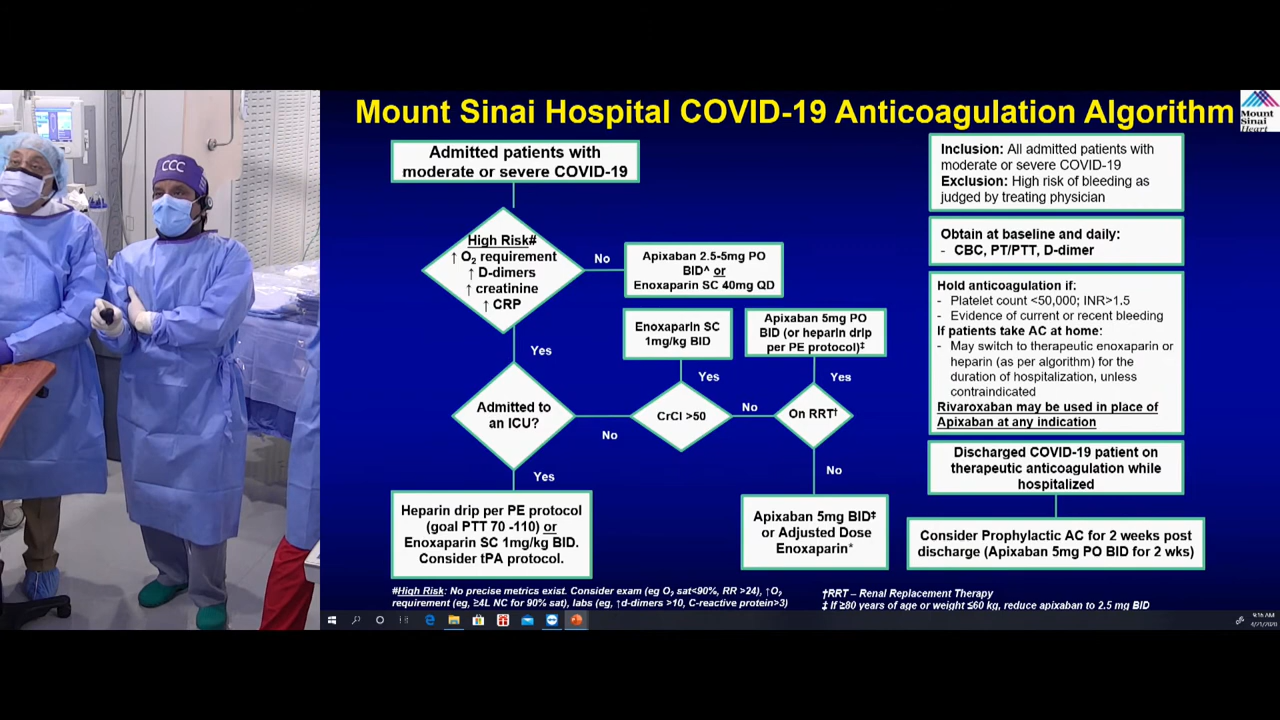 Mount Sinai Hospital COVID-19 Anticoagulation Algorithm
Mount
Sinai
Heart
CCC
Admitted patients with
moderate or severe COVID-19
High Risk#
↑ O₂ requirement
↑ D-dimers
↑ creatinine
↑ CRP
No
Apixaban 2.5-5mg PO
BID^ or
Enoxaparin SC 40mg QD
Yes
Admitted to
an ICU?
No
CrCl >50
Yes
Enoxaparin SC
1mg/kg BID
No
On RRT†
Yes
Apixaban 5mg PO
BID (or heparin drip
per PE protocol)‡
No
Apixaban 5mg BID‡
or Adjusted Dose
Enoxaparin*
Yes
Heparin drip per PE protocol
(goal PTT 70 -110) or
Enoxaparin SC 1mg/kg BID.
Consider tPA protocol.
Inclusion: All admitted patients with
moderate or severe COVID-19
Exclusion: High risk of bleeding as
judged by treating physician
Obtain at baseline and daily:
- CBC, PT/PTT, D-dimer
Hold anticoagulation if:
- Platelet count <50,000; INR>1.5
- Evidence of current or recent bleeding
If patients take AC at home:
- May switch to therapeutic enoxaparin or
heparin (as per algorithm) for the
duration of hospitalization, unless
contraindicated
Rivaroxaban may be used in place of
Apixaban at any indication
Discharged COVID-19 patient on
therapeutic anticoagulation while
hospitalized
Consider Prophylactic AC for 2 weeks post
discharge (Apixaban 5mg PO BID for 2 wks)
#High Risk: No precise metrics exist. Consider exam (eg O₂ sat<90%, RR >24), ↑O₂
requirement (eg, ≥4L NC for 90% sat), labs (eg, ↑d-dimers >10, C-reactive protein>3)
†RRT – Renal Replacement Therapy
‡ If ≥80 years of age or weight ≤60 kg, reduce apixaban to 2.5 mg BID
9:16 AM
4/21/2020